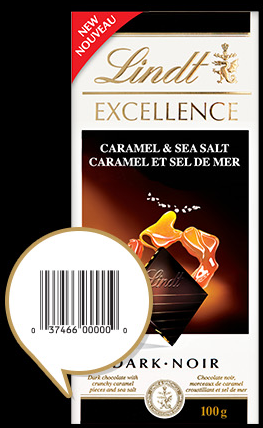 NEW
NOUVEAU
Lindt
EXCELLENCE
CARAMEL & SEA SALT
CARAMEL ET SEL DE MER
Lindt
0 37466 00000 0
DARK · NOIR
Dark chocolate with
crunchy caramel
pieces and sea salt
Chocolat noir,
morceaux de caramel
croustillant et sel de mer
100 g